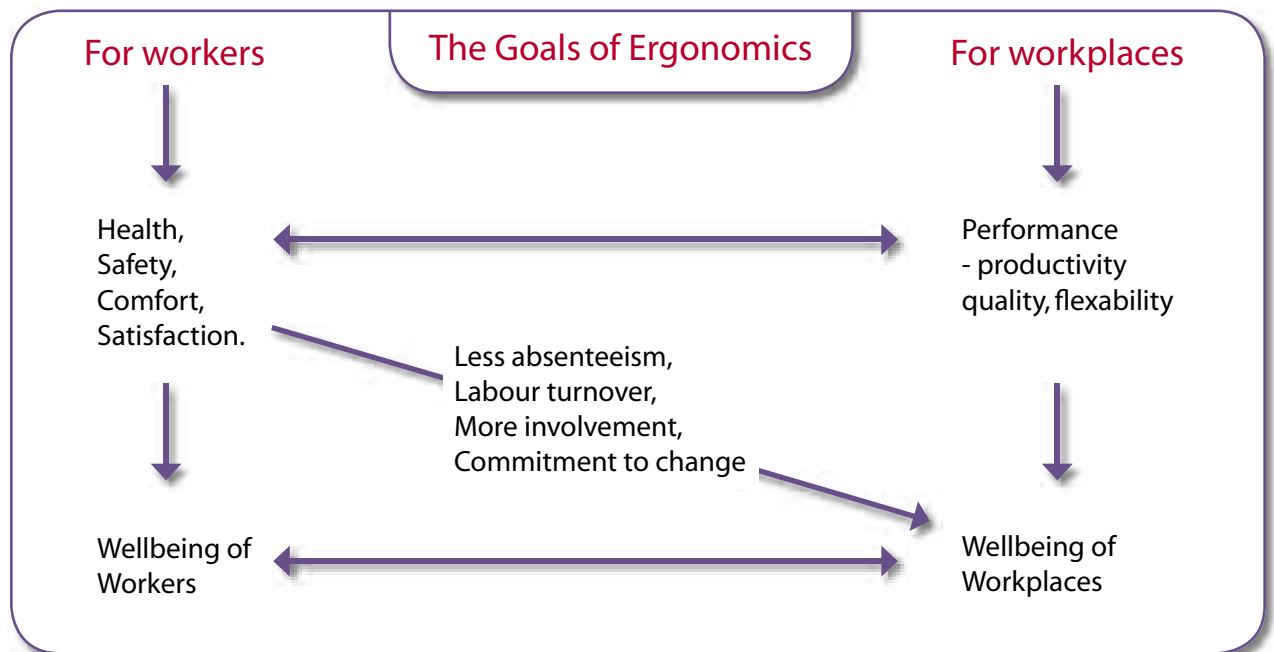 The Goals of Ergonomics
For workers
For workplaces
Health,
Safety,
Comfort,
Satisfaction.
Performance
- productivity
quality, flexability
Less absenteeism,
Labour turnover,
More involvement,
Commitment to change
Wellbeing of
Workers
Wellbeing of
Workplaces